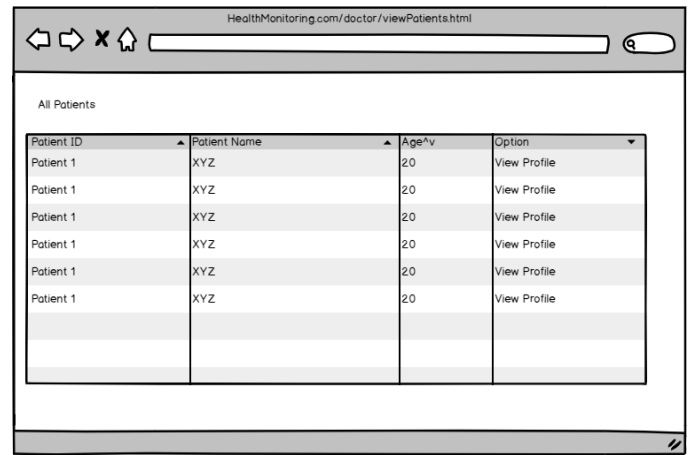 HealthMonitoring.com/doctor/viewPatients.html
All Patients
Patient ID Patient Name Age^v Option
Patient 1 XYZ 20 View Profile
Patient 1 XYZ 20 View Profile
Patient 1 XYZ 20 View Profile
Patient 1 XYZ 20 View Profile
Patient 1 XYZ 20 View Profile
Patient 1 XYZ 20 View Profile